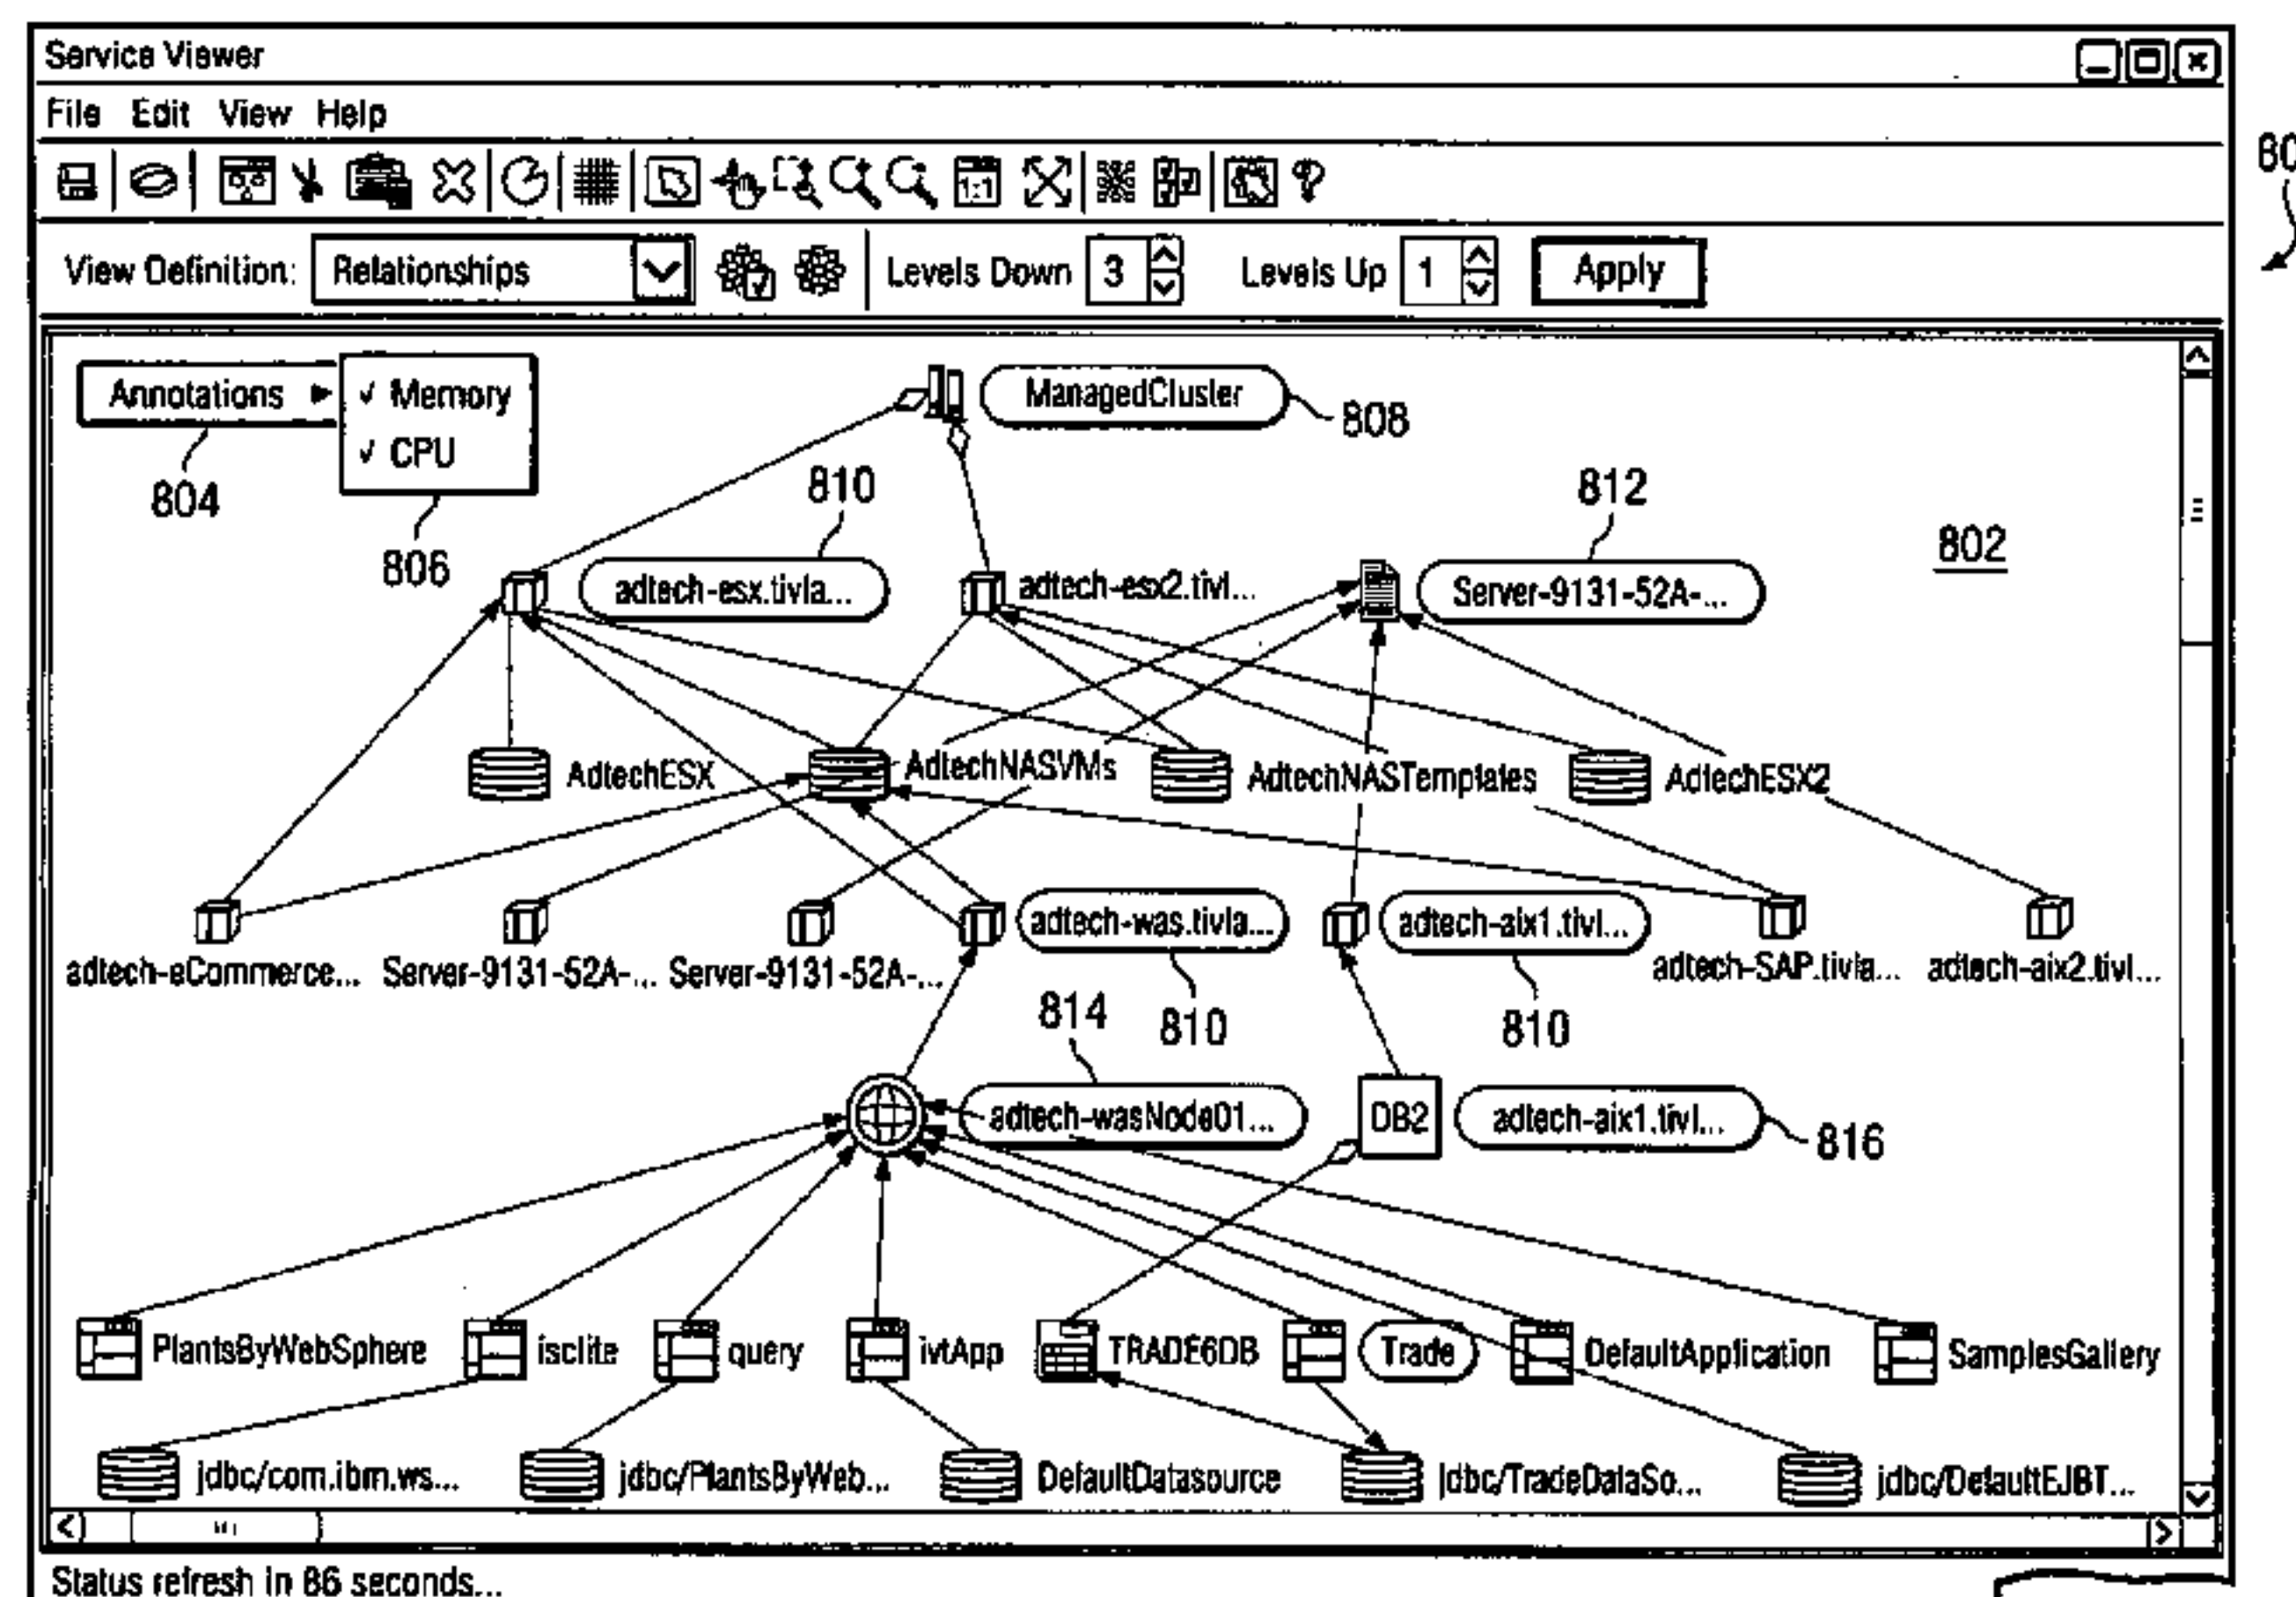 Service Viewer
File Edit View Help
1:1
View Definition: Relationships Levels Down 3 Levels Up 1 Apply
Annotations ✓ Memory
✓ CPU
804
806
ManagedCluster 808
810
812
802
adtech-esx.tivla...
adtech-esx2.tivl...
Server-9131-52A-...
AdtechESX
AdtechNASVMs
AdtechNASTemplates
AdtechESX2
adtech-was.tivla...
adtech-aix1.tivl...
adtech-eCommerce...
Server-9131-52A-...
Server-9131-52A-...
adtech-SAP.tivla...
adtech-aix2.tivl...
814
810
810
adtech-wasNode01...
DB2
adtech-aix1.tivl...
816
PlantsByWebSphere
isclite
query
ivtApp
TRADE6DB
Trade
DefaultApplication
SamplesGallery
jdbc/com.ibm.ws...
jdbc/PlantsByWeb...
DefaultDatasource
jdbc/TradeDataSo...
jdbc/DefaultEJBT...
Status refresh in 86 seconds...